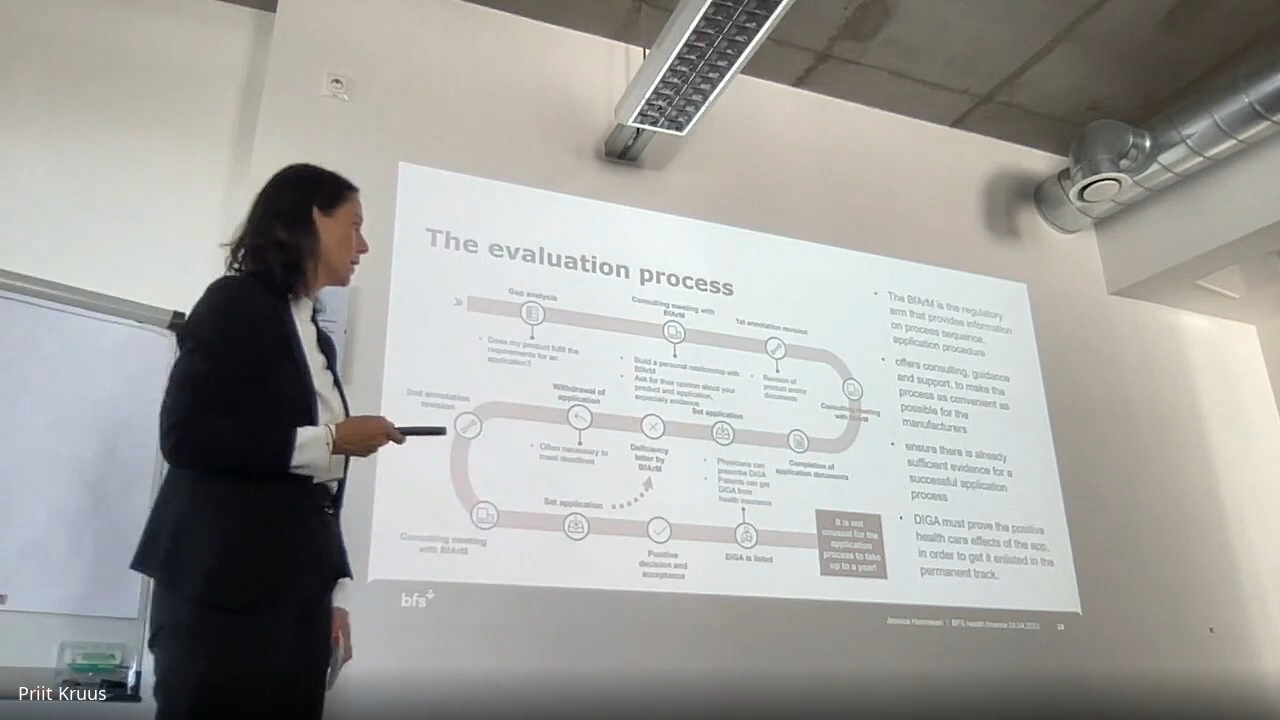 The evaluation process
Gap analysis
Does my product fulfil the
requirements for an
application?
Consulting meeting with
BfArM
Build a personal relationship with
BfArM
Ask for their opinion about your
product and application,
especially evidence
1st annotation revision
Revision of
product and/or
documents
Consulting meeting
with BfArM
Completion of
application documents
Set application
Physicians can
prescribe DiGA
Patients can get
DiGA from
health insurance
Deficiency
letter by
BfArM
Withdrawal of
application
Often necessary to
meet deadlines
2nd annotation
revision
Consulting meeting
with BfArM
Set application
Positive
decision and
acceptance
DiGA is listed
It is not
unusual for the
application
process to take
up to a year!
The BfArM is the regulatory
arm that provides information
on process sequence,
application procedure
offers consulting, guidance
and support, to make the
process as convenient as
possible for the
manufacturers
ensure there is already
sufficient evidence for a
successful application
process
DIGA must prove the positive
health care effects of the app,
in order to get it enlisted in the
permanent track.
bfs
Jessica
BFS health finance
Priit Kruus